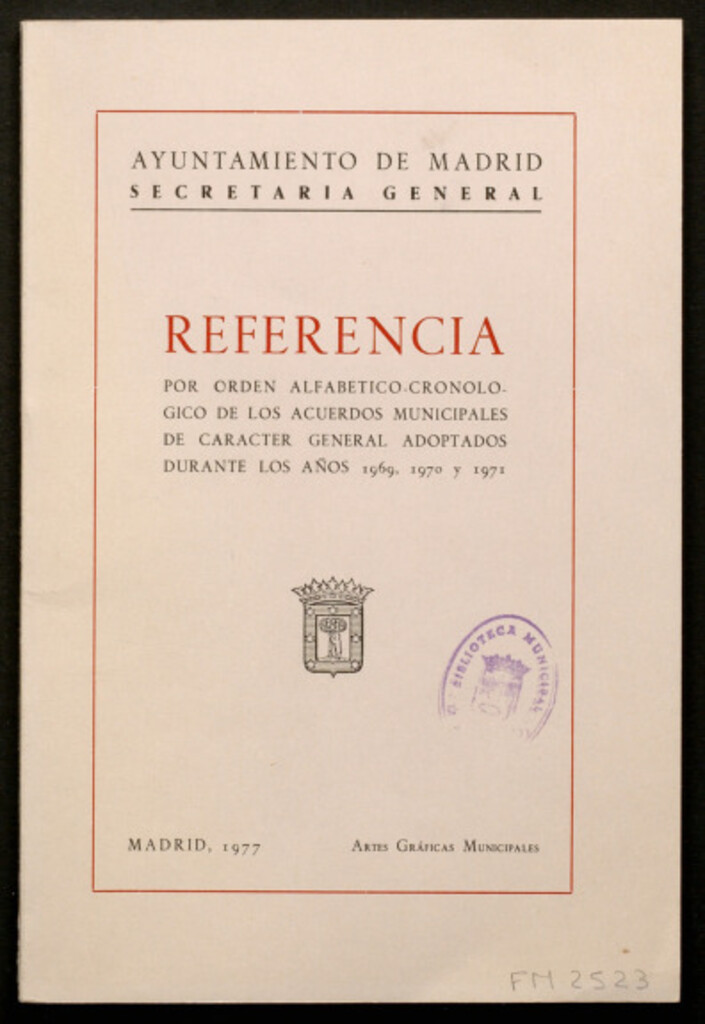 AYUNTAMIENTO DE MADRID
SECRETARIA GENERAL
REFERENCIA
POR ORDEN ALFABETICO-CRONOLO-
GICO DE LOS ACUERDOS MUNICIPALES
DE CARACTER GENERAL ADOPTADOS
DURANTE LOS AÑOS 1969, 1970 y 1971
BIBLIOTECA MUNICIPAL
MADRID, 1977 Artes Gráficas Municipales
FM 2523